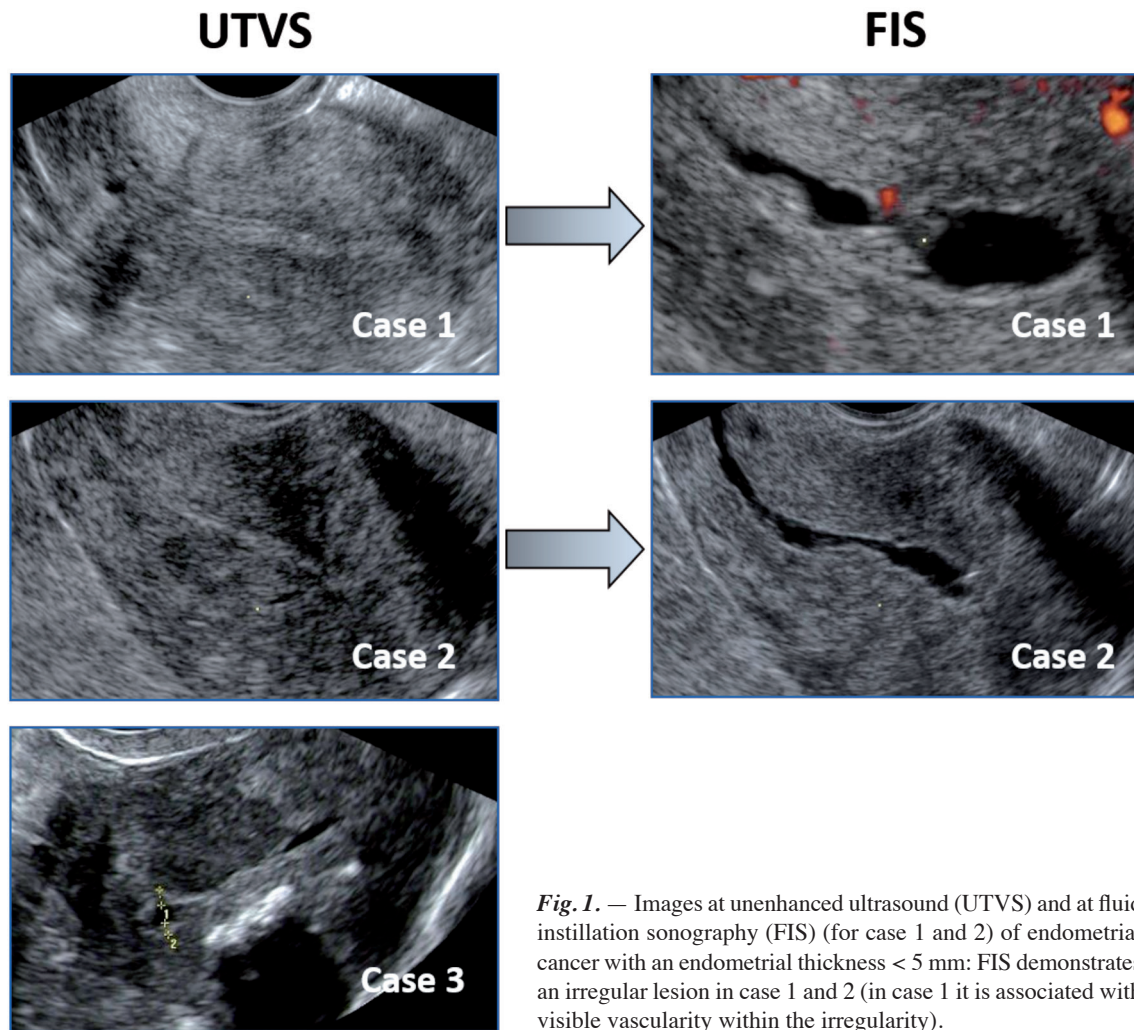 UTVS
FIS
Case 1
Case 1
Case 2
Case 2
1
2
Case 3
Fig. 1. — Images at unenhanced ultrasound (UTVS) and at fluid
instillation sonography (FIS) (for case 1 and 2) of endometrial
cancer with an endometrial thickness < 5 mm: FIS demonstrates
an irregular lesion in case 1 and 2 (in case 1 it is associated with
visible vascularity within the irregularity).